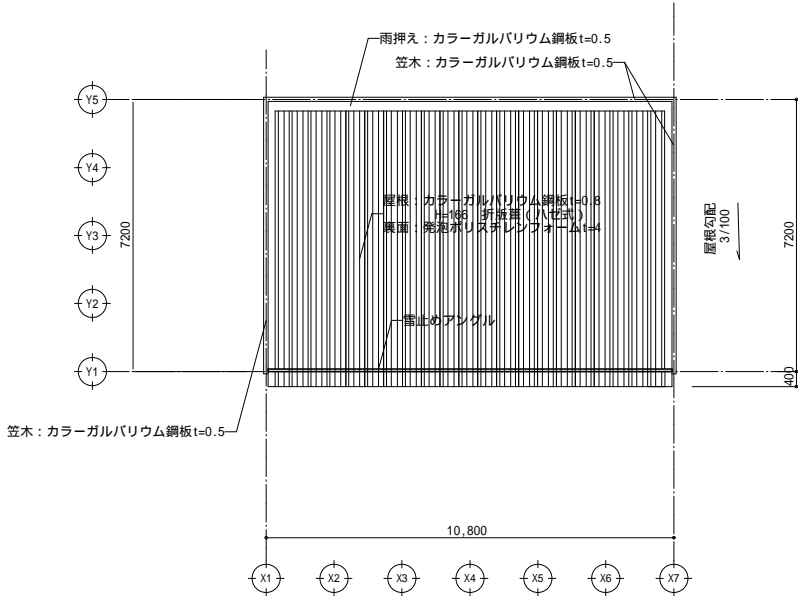 雨押え：カラーガルバリウム鋼板t=0.5
笠木：カラーガルバリウム鋼板t=0.5
Y5
Y4
屋根：カラーガルバリウム鋼板t=0.8
H=166　折版葺（ハゼ式）
裏面：発泡ポリスチレンフォームt=4
Y3
7200
屋根勾配
3/100
7200
Y2
雪止めアングル
Y1
400
笠木：カラーガルバリウム鋼板t=0.5
10,800
X1
X2
X3
X4
X5
X6
X7